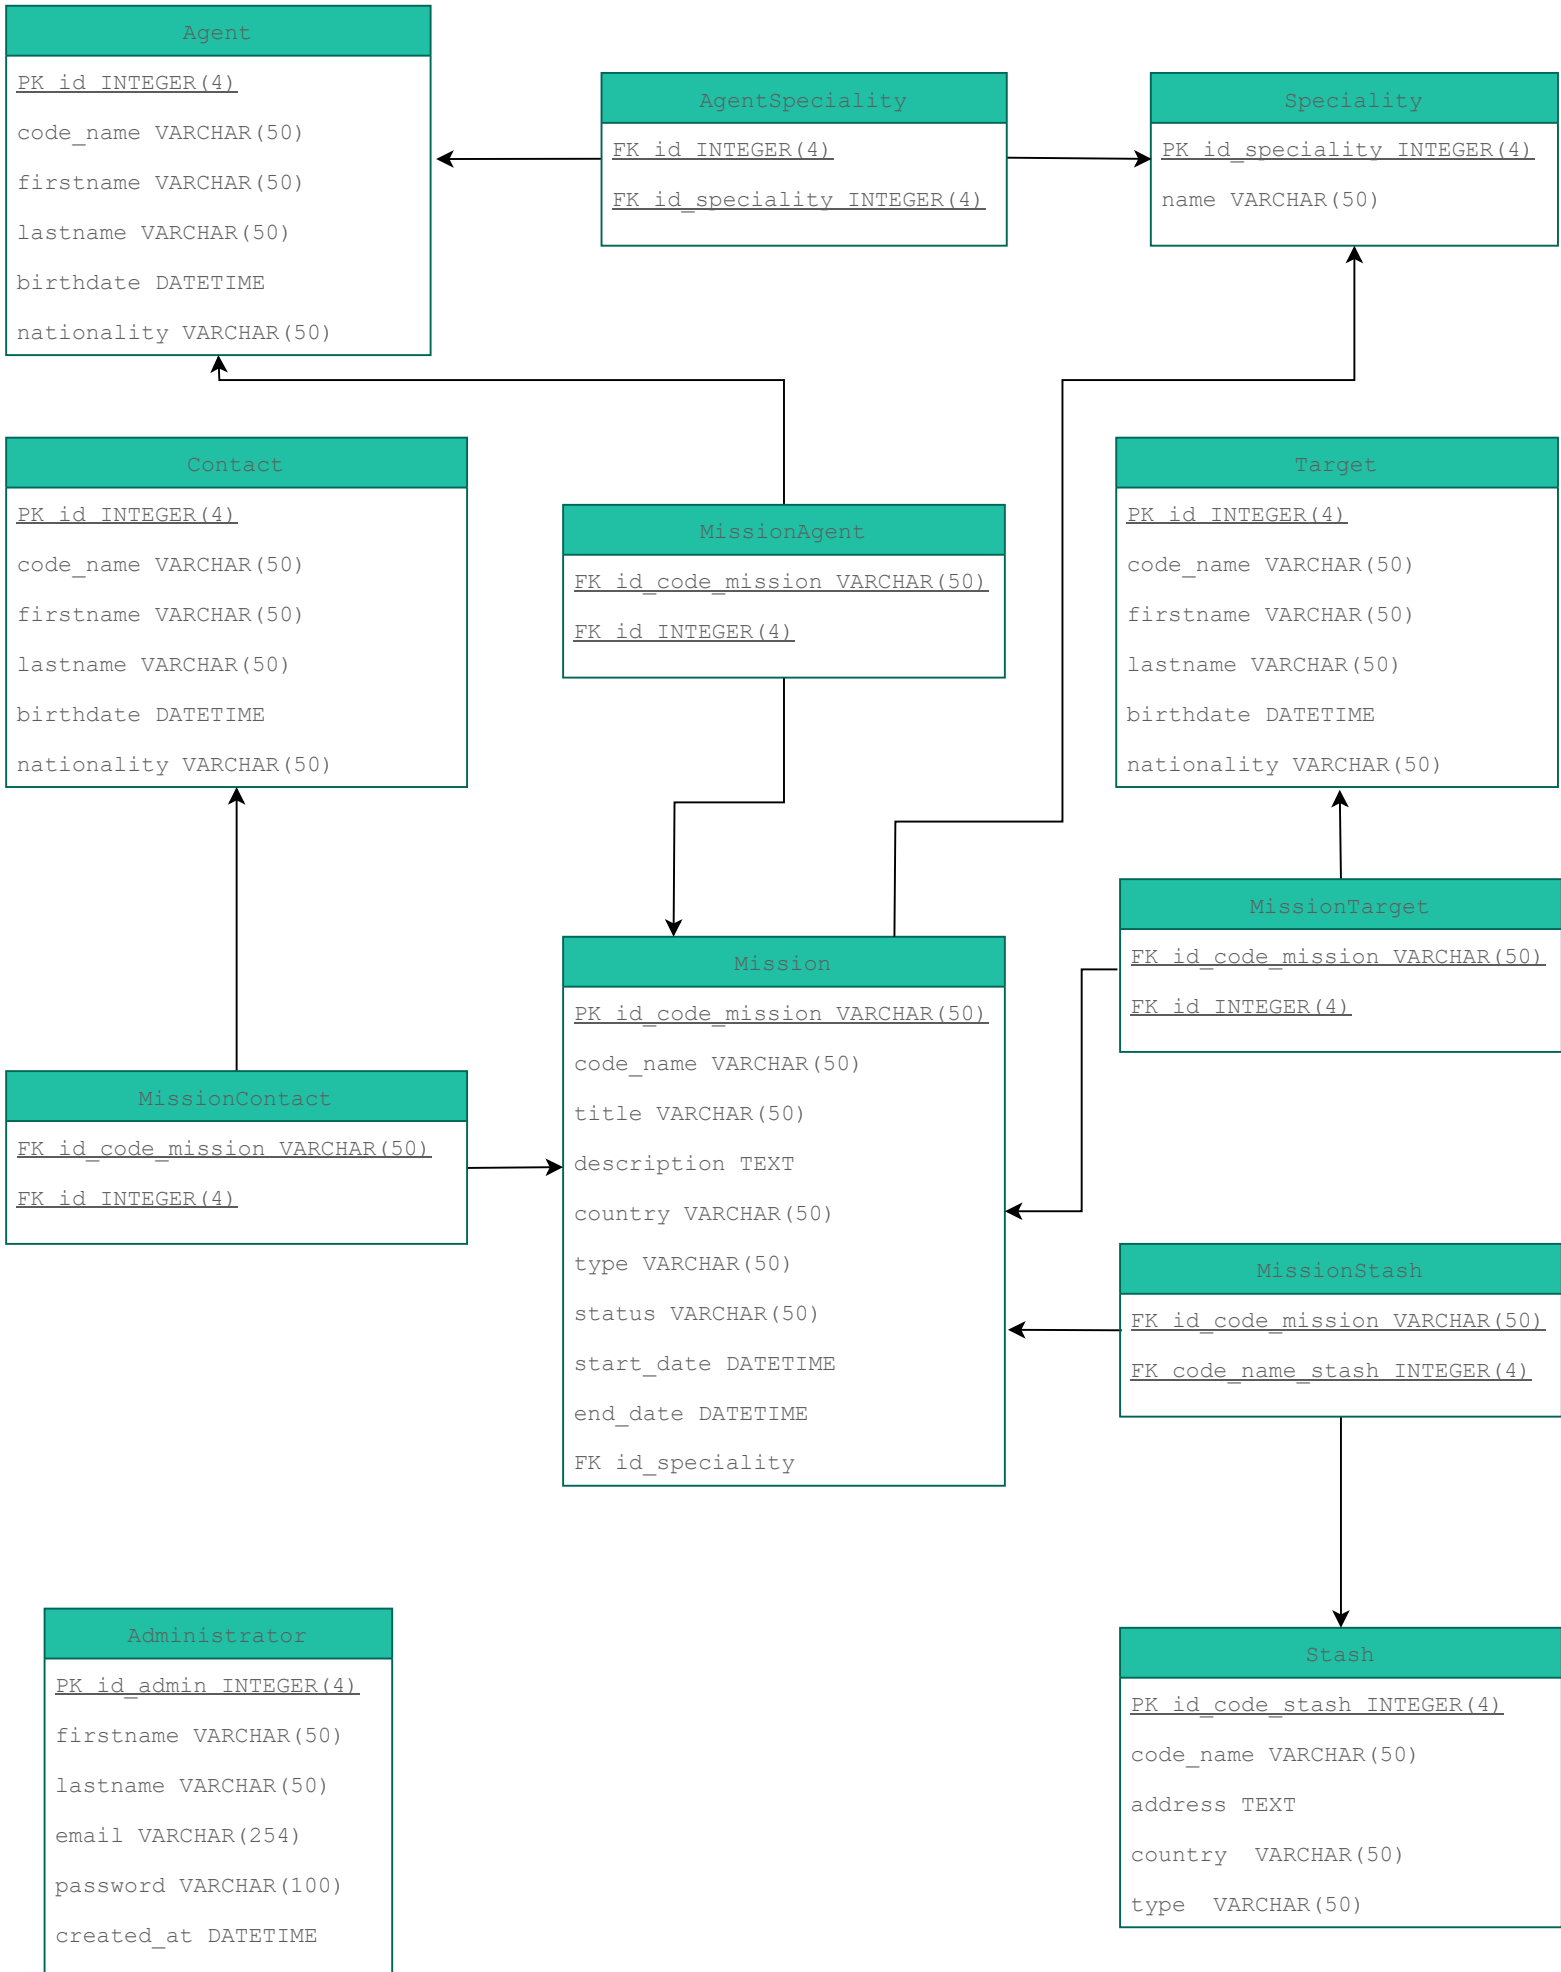 Agent
PK id INTEGER(4)
code_name VARCHAR(50)
firstname VARCHAR(50)
lastname VARCHAR(50)
birthdate DATETIME
nationality VARCHAR(50)
AgentSpeciality
FK id INTEGER(4)
FK id_speciality INTEGER(4)
Speciality
PK id_speciality INTEGER(4)
name VARCHAR(50)
Contact
PK id INTEGER(4)
code_name VARCHAR(50)
firstname VARCHAR(50)
lastname VARCHAR(50)
birthdate DATETIME
nationality VARCHAR(50)
MissionAgent
FK id_code_mission VARCHAR(50)
FK id INTEGER(4)
Target
PK id INTEGER(4)
code_name VARCHAR(50)
firstname VARCHAR(50)
lastname VARCHAR(50)
birthdate DATETIME
nationality VARCHAR(50)
MissionContact
FK id_code_mission VARCHAR(50)
FK id INTEGER(4)
Mission
PK id_code_mission VARCHAR(50)
code_name VARCHAR(50)
title VARCHAR(50)
description TEXT
country VARCHAR(50)
type VARCHAR(50)
status VARCHAR(50)
start_date DATETIME
end_date DATETIME
FK id_speciality
MissionTarget
FK id_code_mission VARCHAR(50)
FK id INTEGER(4)
MissionStash
FK id_code_mission VARCHAR(50)
FK code_name_stash INTEGER(4)
Administrator
PK id_admin INTEGER(4)
firstname VARCHAR(50)
lastname VARCHAR(50)
email VARCHAR(254)
password VARCHAR(100)
created_at DATETIME
Stash
PK id_code_stash INTEGER(4)
code_name VARCHAR(50)
address TEXT
country  VARCHAR(50)
type  VARCHAR(50)